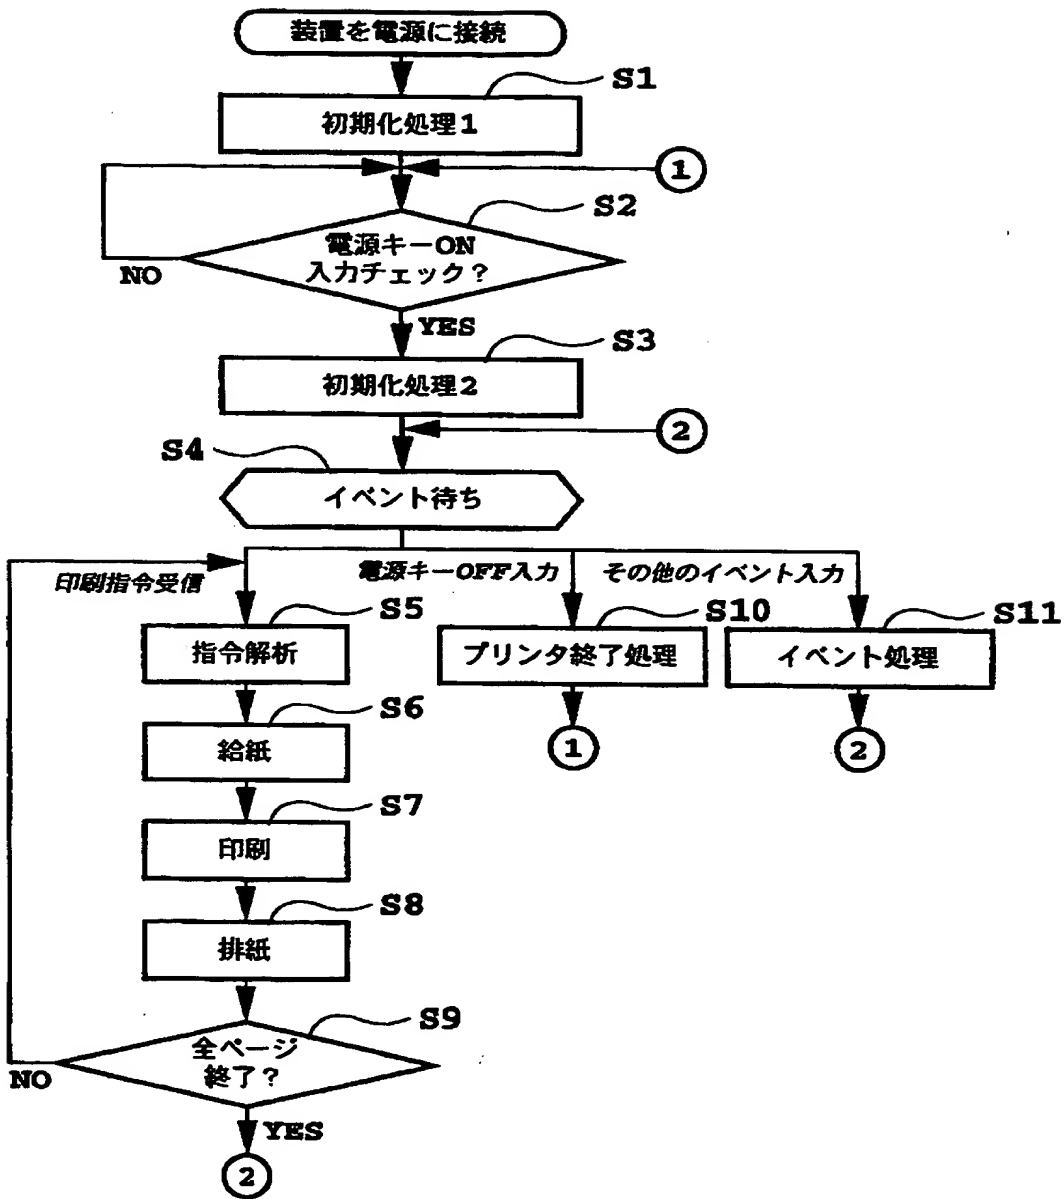 装置を電源に接続
S1
初期化処理1
1
S2
電源キーON
入力チェック？
NO
YES
S3
初期化処理2
2
S4
イベント待ち
印刷指令受信
電源キーOFF入力
その他のイベント入力
S5
指令解析
S10
プリンタ終了処理
S11
イベント処理
S6
給紙
1
2
S7
印刷
S8
排紙
S9
全ページ
終了？
NO
YES
2